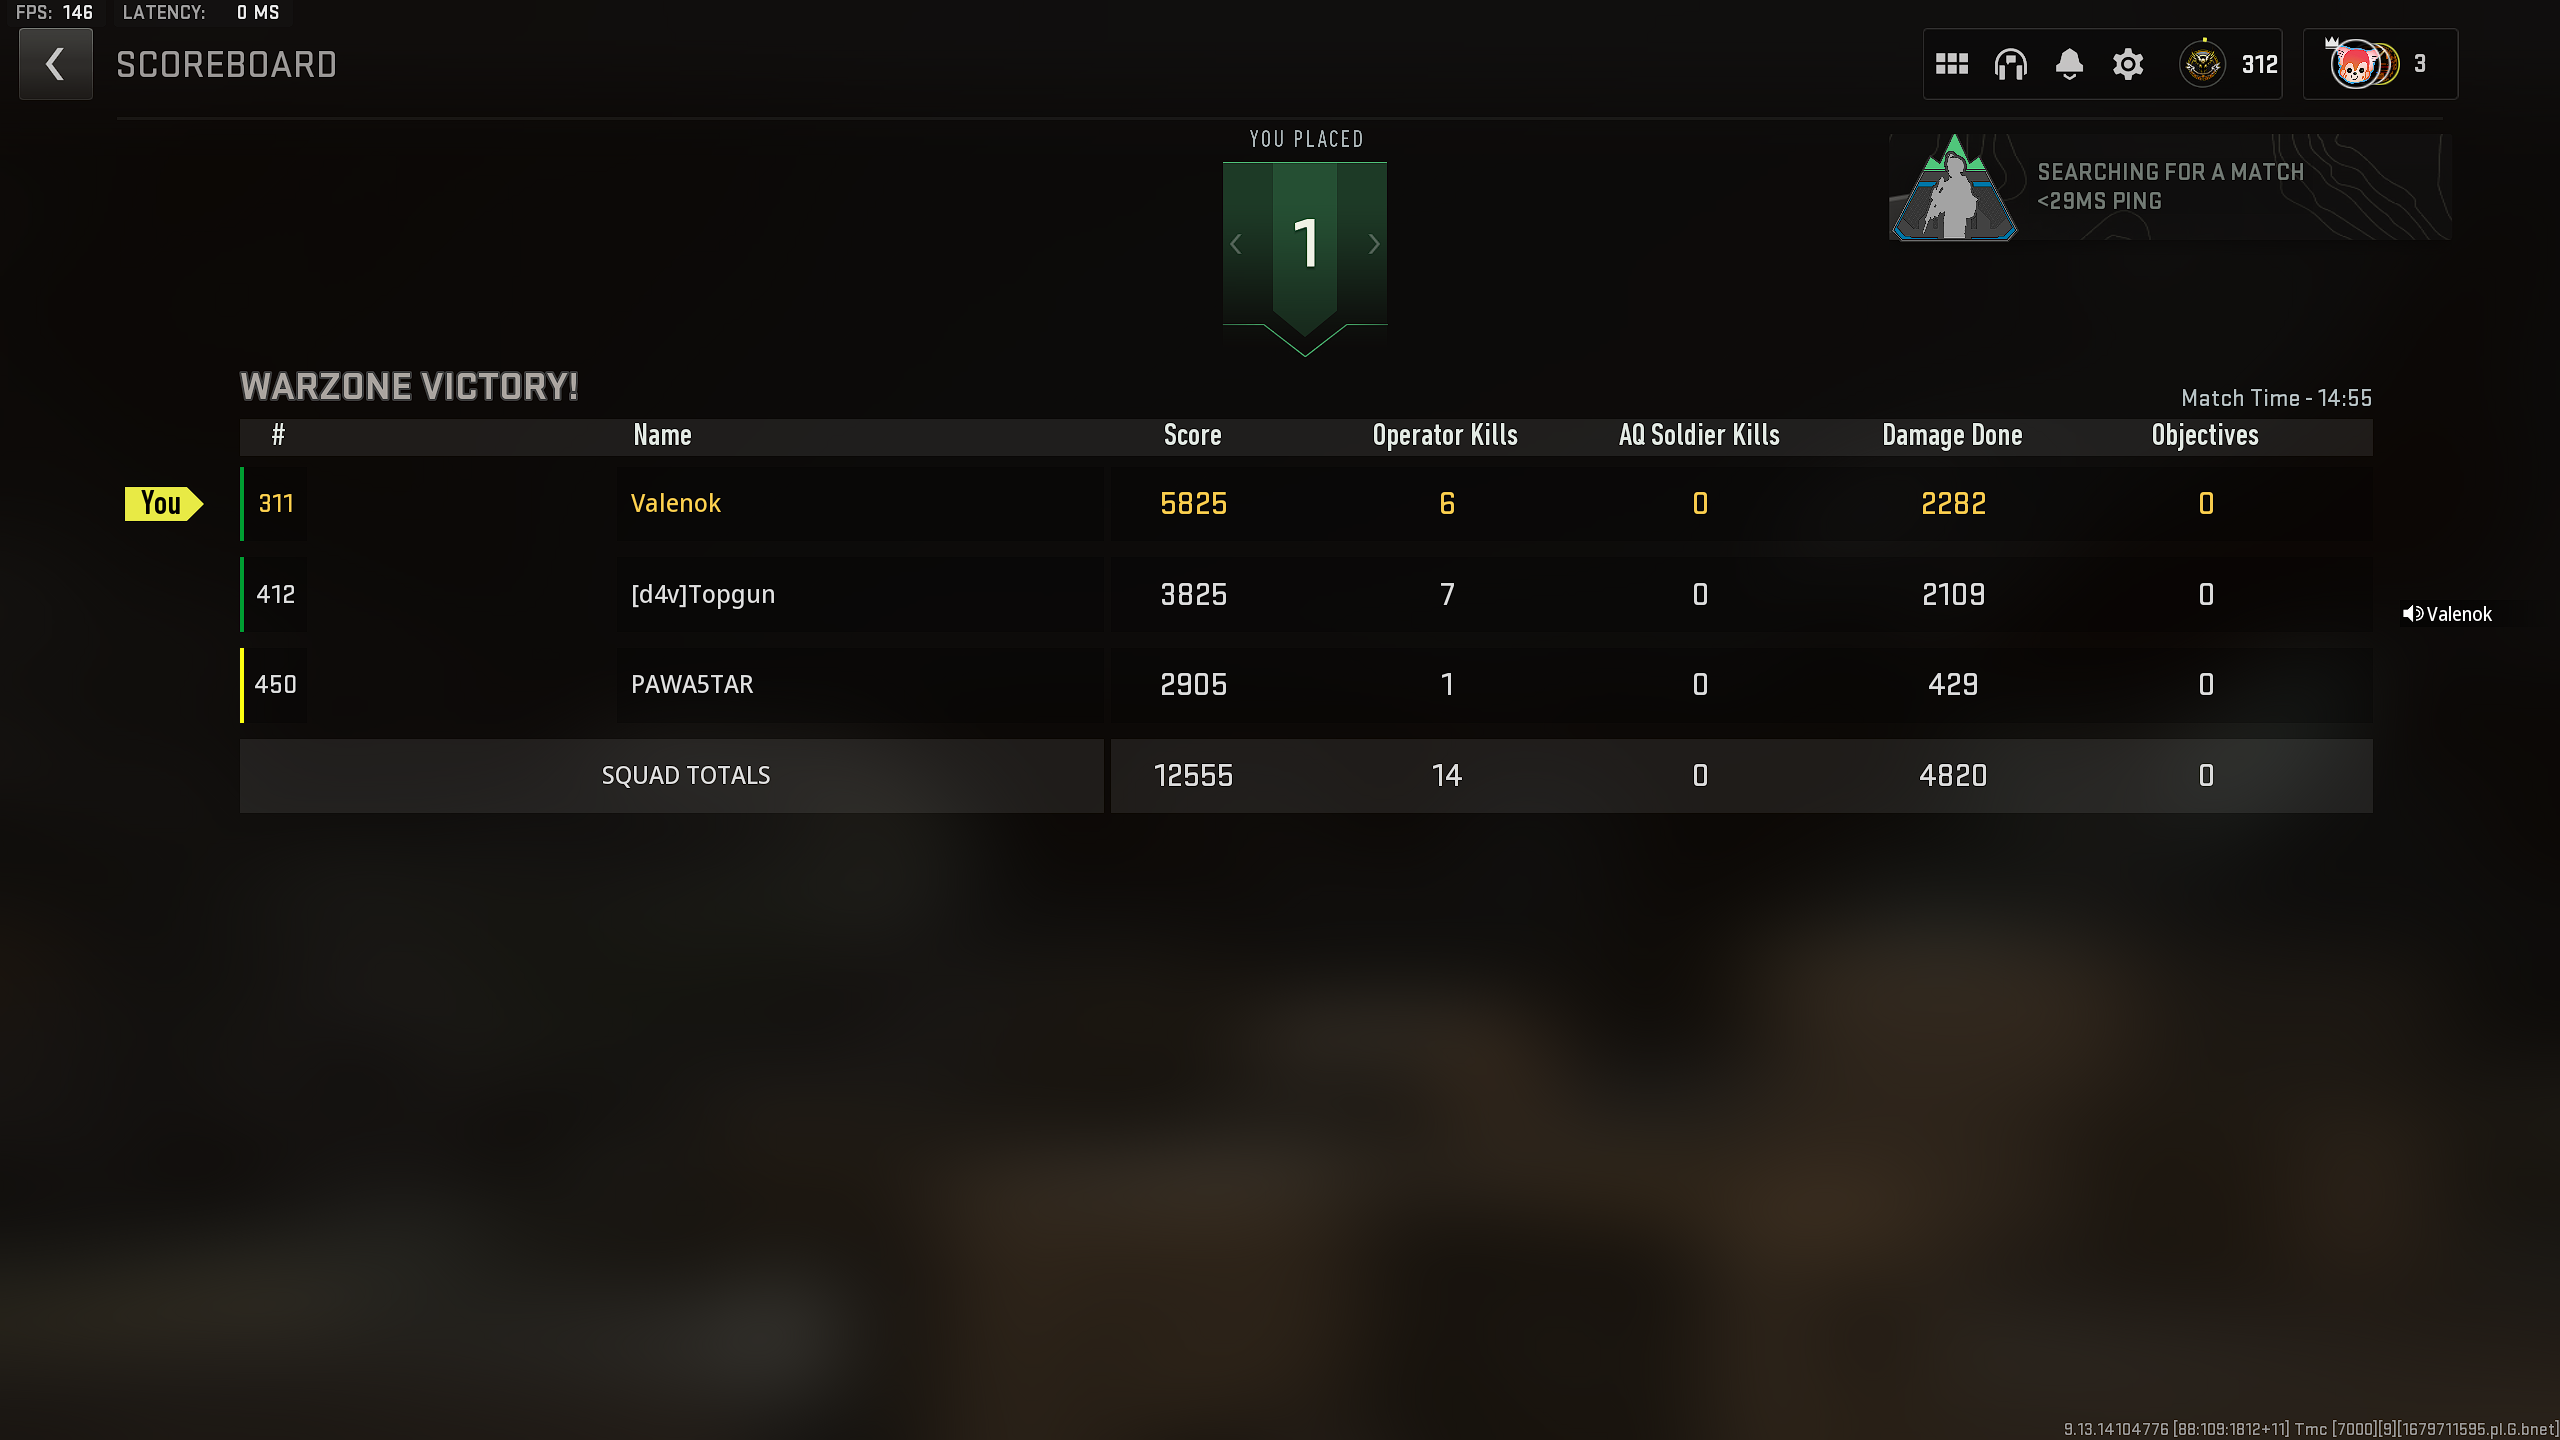 FPS: 146 LATENCY: 0 MS
SCOREBOARD
312
3
YOU PLACED
1
SEARCHING FOR A MATCH
<29MS PING
WARZONE VICTORY!
Match Time - 14:55
# Name Score Operator Kills AQ Soldier Kills Damage Done Objectives
You 311 Valenok 5825 6 0 2282 0
412 [d4v]Topgun 3825 7 0 2109 0
Valenok
450 PAWA5TAR 2905 1 0 429 0
SQUAD TOTALS 12555 14 0 4820 0
9.13.14104776 [88:109:1812+11] Tmc [7000][9][1679711595.pl.G.bnet]